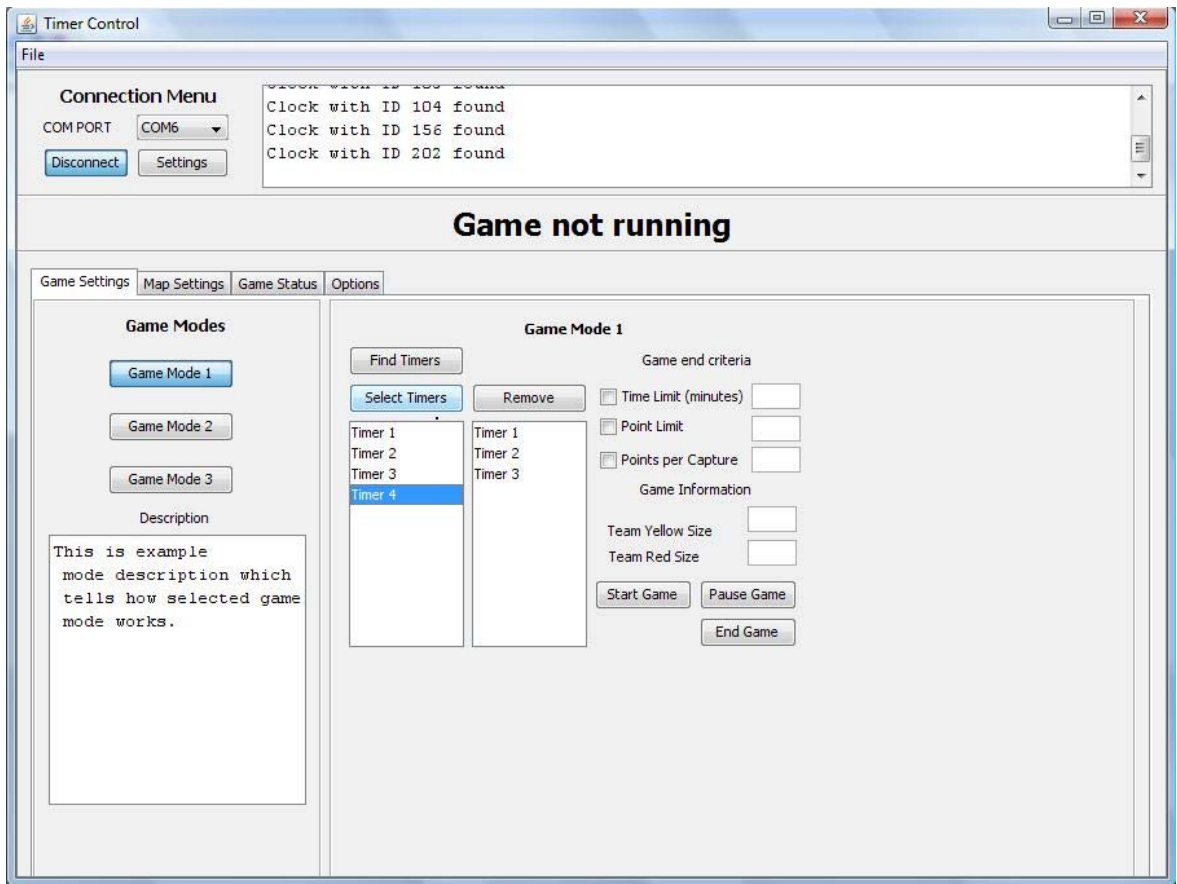 Timer Control
File
Connection Menu
COM PORT COM6
Disconnect Settings
Clock with ID found
Clock with ID 104 found
Clock with ID 156 found
Clock with ID 202 found
Game not running
Game Settings Map Settings Game Status Options
Game Modes
Game Mode 1
Game Mode 2
Game Mode 3
Description
This is example
mode description which
tells how selected game
mode works.
Game Mode 1
Find Timers
Select Timers Remove
Timer 1
Timer 2
Timer 3
Timer 4
Timer 1
Timer 2
Timer 3
Game end criteria
Time Limit (minutes)
Point Limit
Points per Capture
Game Information
Team Yellow Size
Team Red Size
Start Game Pause Game
End Game